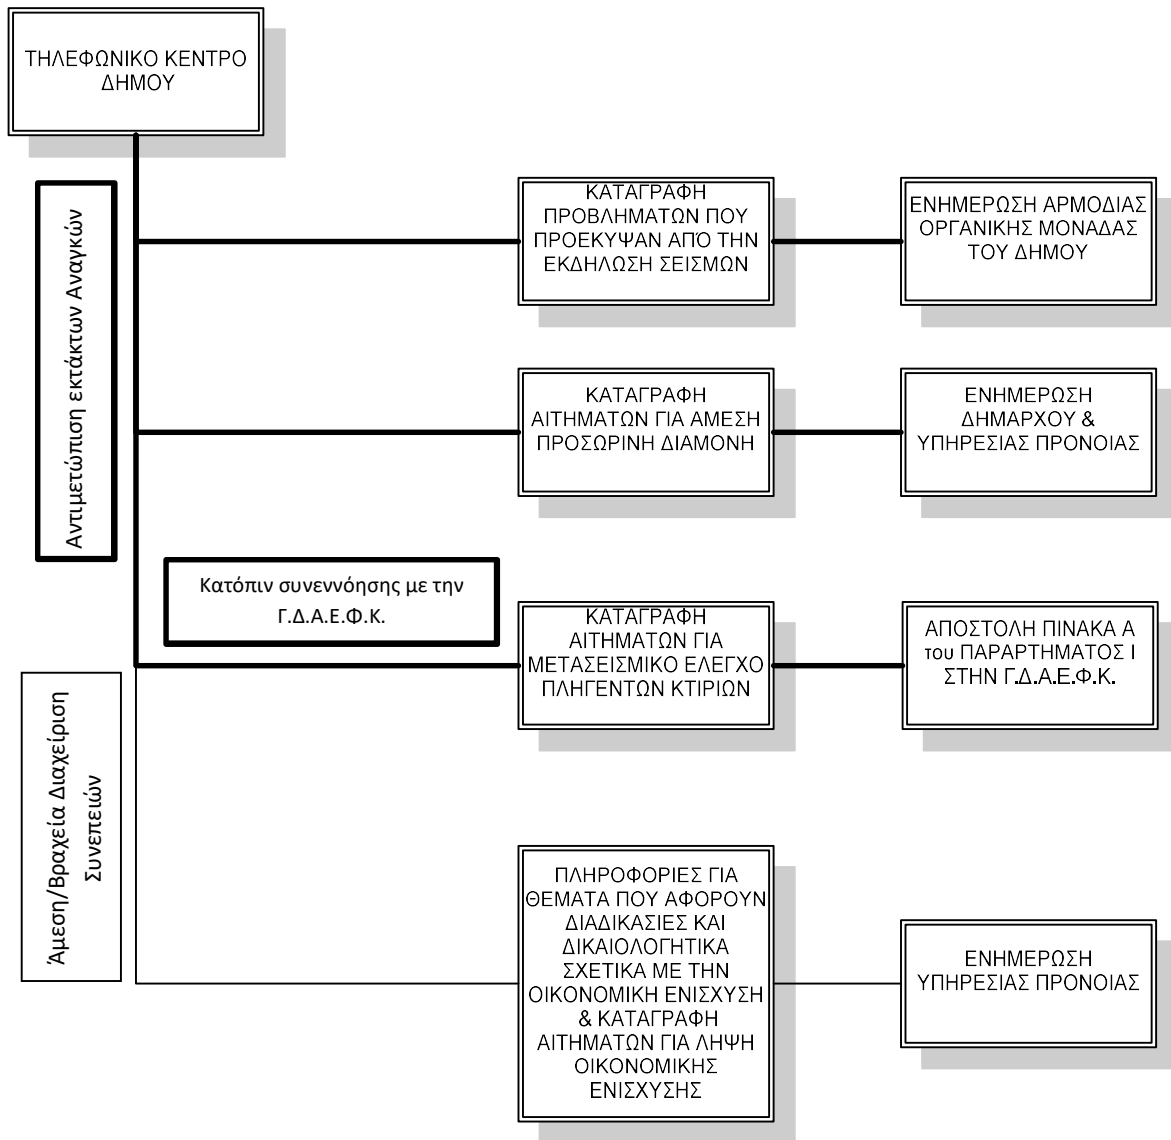 ΤΗΛΕΦΩΝΙΚΟ ΚΕΝΤΡΟ
ΔΗΜΟΥ
Αντιμετώπιση εκτάκτων Αναγκών
ΚΑΤΑΓΡΑΦΗ
ΠΡΟΒΛΗΜΑΤΩΝ ΠΟΥ
ΠΡΟΕΚΥΨΑΝ ΑΠΟ ΤΗΝ
ΕΚΔΗΛΩΣΗ ΣΕΙΣΜΩΝ
ΕΝΗΜΕΡΩΣΗ ΑΡΜΟΔΙΑΣ
ΟΡΓΑΝΙΚΗΣ ΜΟΝΑΔΑΣ
ΤΟΥ ΔΗΜΟΥ
ΚΑΤΑΓΡΑΦΗ
ΑΙΤΗΜΑΤΩΝ ΓΙΑ ΑΜΕΣΗ
ΠΡΟΣΩΡΙΝΗ ΔΙΑΜΟΝΗ
ΕΝΗΜΕΡΩΣΗ
ΔΗΜΑΡΧΟΥ &
ΥΠΗΡΕΣΙΑΣ ΠΡΟΝΟΙΑΣ
Κατόπιν συνεννόησης με την
Γ.Δ.Α.Ε.Φ.Κ.
ΚΑΤΑΓΡΑΦΗ
ΑΙΤΗΜΑΤΩΝ ΓΙΑ
ΜΕΤΑΣΕΙΣΜΙΚΟ ΕΛΕΓΧΟ
ΠΛΗΓΕΝΤΩΝ ΚΤΙΡΙΩΝ
ΑΠΟΣΤΟΛΗ ΠΙΝΑΚΑ Α
του ΠΑΡΑΡΤΗΜΑΤΟΣ Ι
ΣΤΗΝ Γ.Δ.Α.Ε.Φ.Κ.
Άμεση/Βραχεία Διαχείριση
Συνεπειών
ΠΛΗΡΟΦΟΡΙΕΣ ΓΙΑ
ΘΕΜΑΤΑ ΠΟΥ ΑΦΟΡΟΥΝ
ΔΙΑΔΙΚΑΣΙΕΣ ΚΑΙ
ΔΙΚΑΙΟΛΟΓΗΤΙΚΑ
ΣΧΕΤΙΚΑ ΜΕ ΤΗΝ
ΟΙΚΟΝΟΜΙΚΗ ΕΝΙΣΧΥΣΗ
& ΚΑΤΑΓΡΑΦΗ
ΑΙΤΗΜΑΤΩΝ ΓΙΑ ΛΗΨΗ
ΟΙΚΟΝΟΜΙΚΗΣ
ΕΝΙΣΧΥΣΗΣ
ΕΝΗΜΕΡΩΣΗ
ΥΠΗΡΕΣΙΑΣ ΠΡΟΝΟΙΑΣ